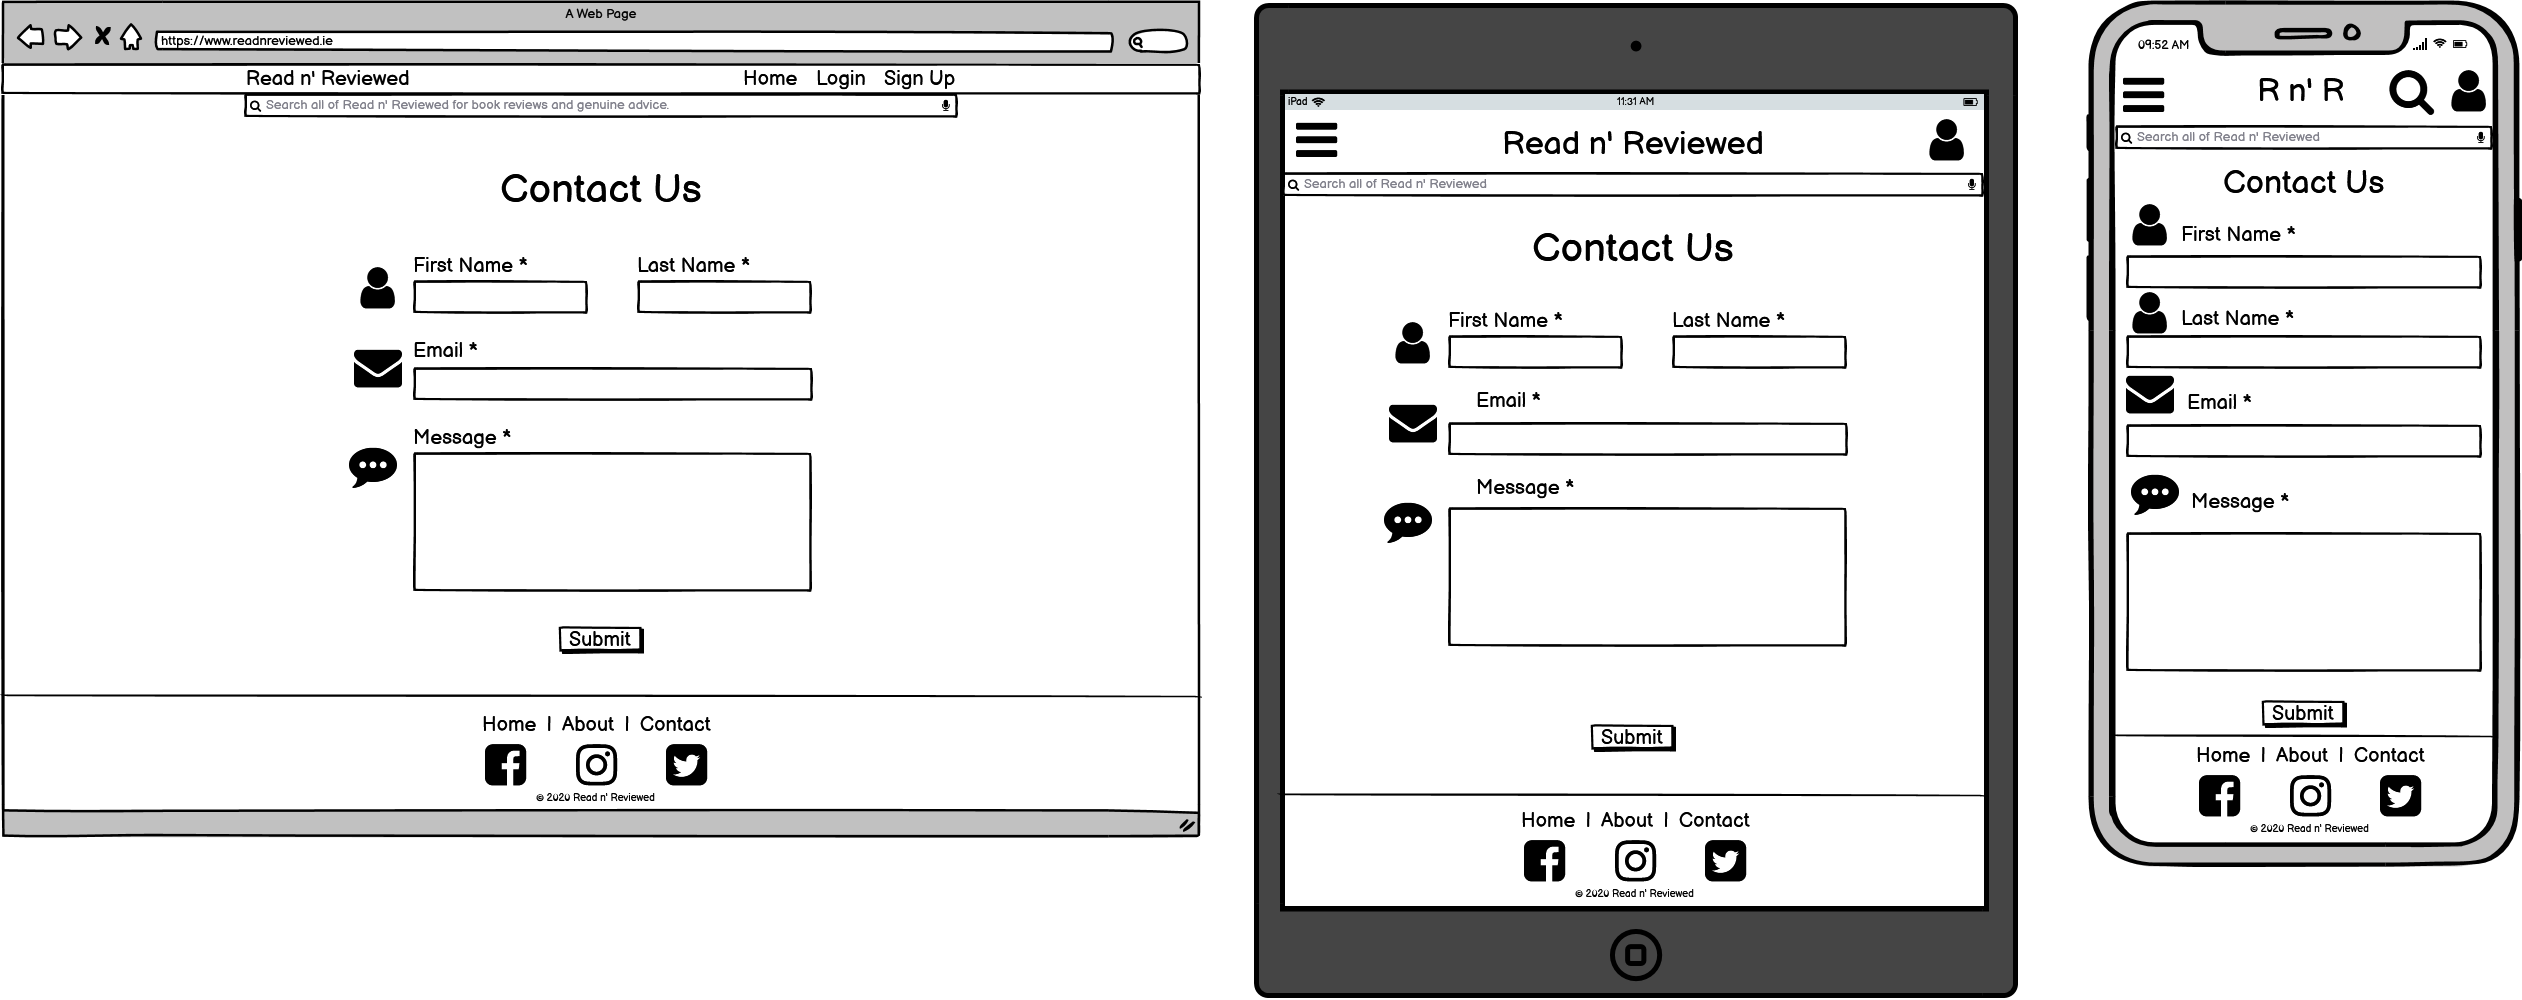 A Web Page
https://www.readnreviewed.ie
Read n' Reviewed Home Login Sign Up
Search all of Read n' Reviewed for book reviews and genuine advice.
Contact Us
First Name * Last Name *
Email *
Message *
Submit
Home | About | Contact
© 2020 Read n' Reviewed
iPad 11:31 AM
Read n' Reviewed
Search all of Read n' Reviewed
Contact Us
First Name * Last Name *
Email *
Message *
Submit
Home | About | Contact
© 2020 Read n' Reviewed
09:52 AM
R n' R
Search all of Read n' Reviewed
Contact Us
First Name *
Last Name *
Email *
Message *
Submit
Home | About | Contact
© 2020 Read n' Reviewed